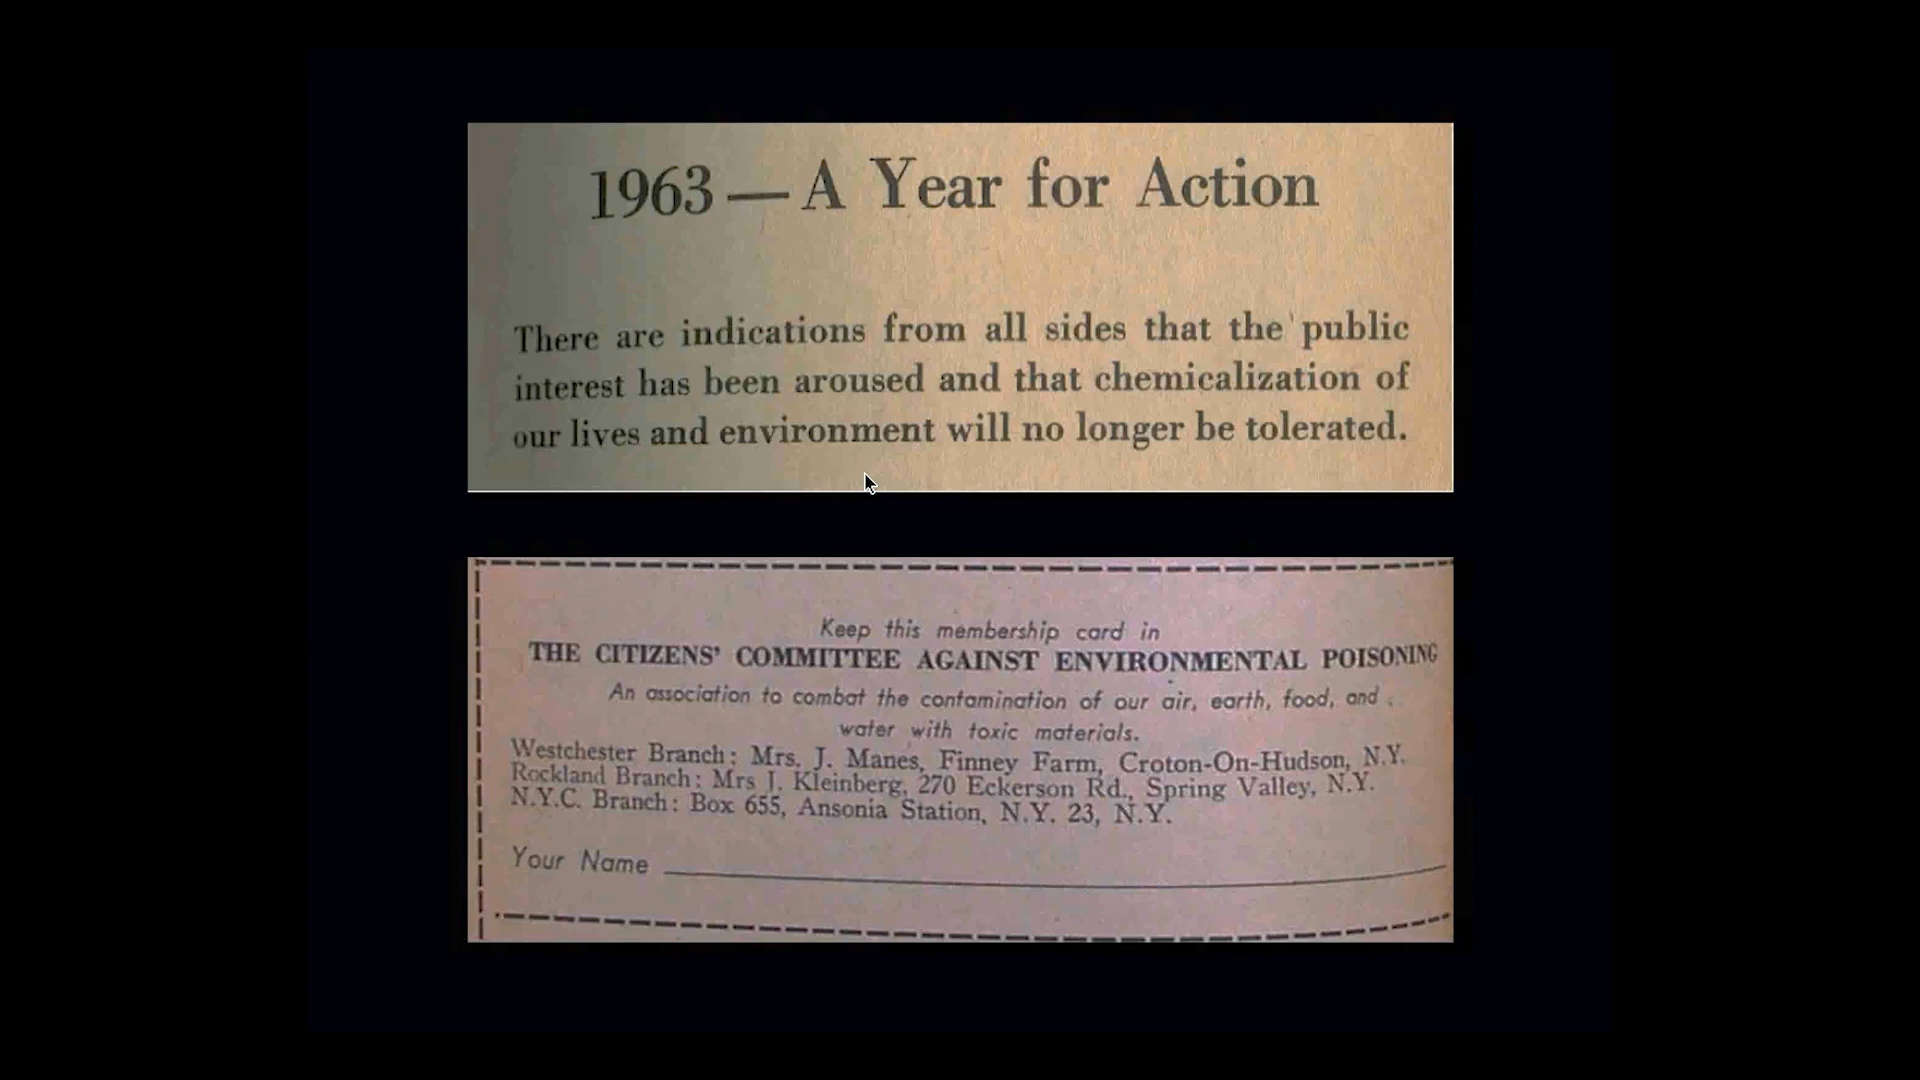 1963 — A Year for Action
There are indications from all sides that the public
interest has been aroused and that chemicalization of
our lives and environment will no longer be tolerated.
Keep this membership card in
THE CITIZENS' COMMITTEE AGAINST ENVIRONMENTAL POISONING
An association to combat the contamination of our air, earth, food, and
water with toxic materials.
Westchester Branch: Mrs. J. Manes, Finney Farm, Croton-On-Hudson, N.Y.
Rockland Branch: Mrs J. Kleinberg, 270 Eckerson Rd., Spring Valley, N.Y.
N.Y.C. Branch: Box 655, Ansonia Station, N.Y. 23, N.Y.
Your Name